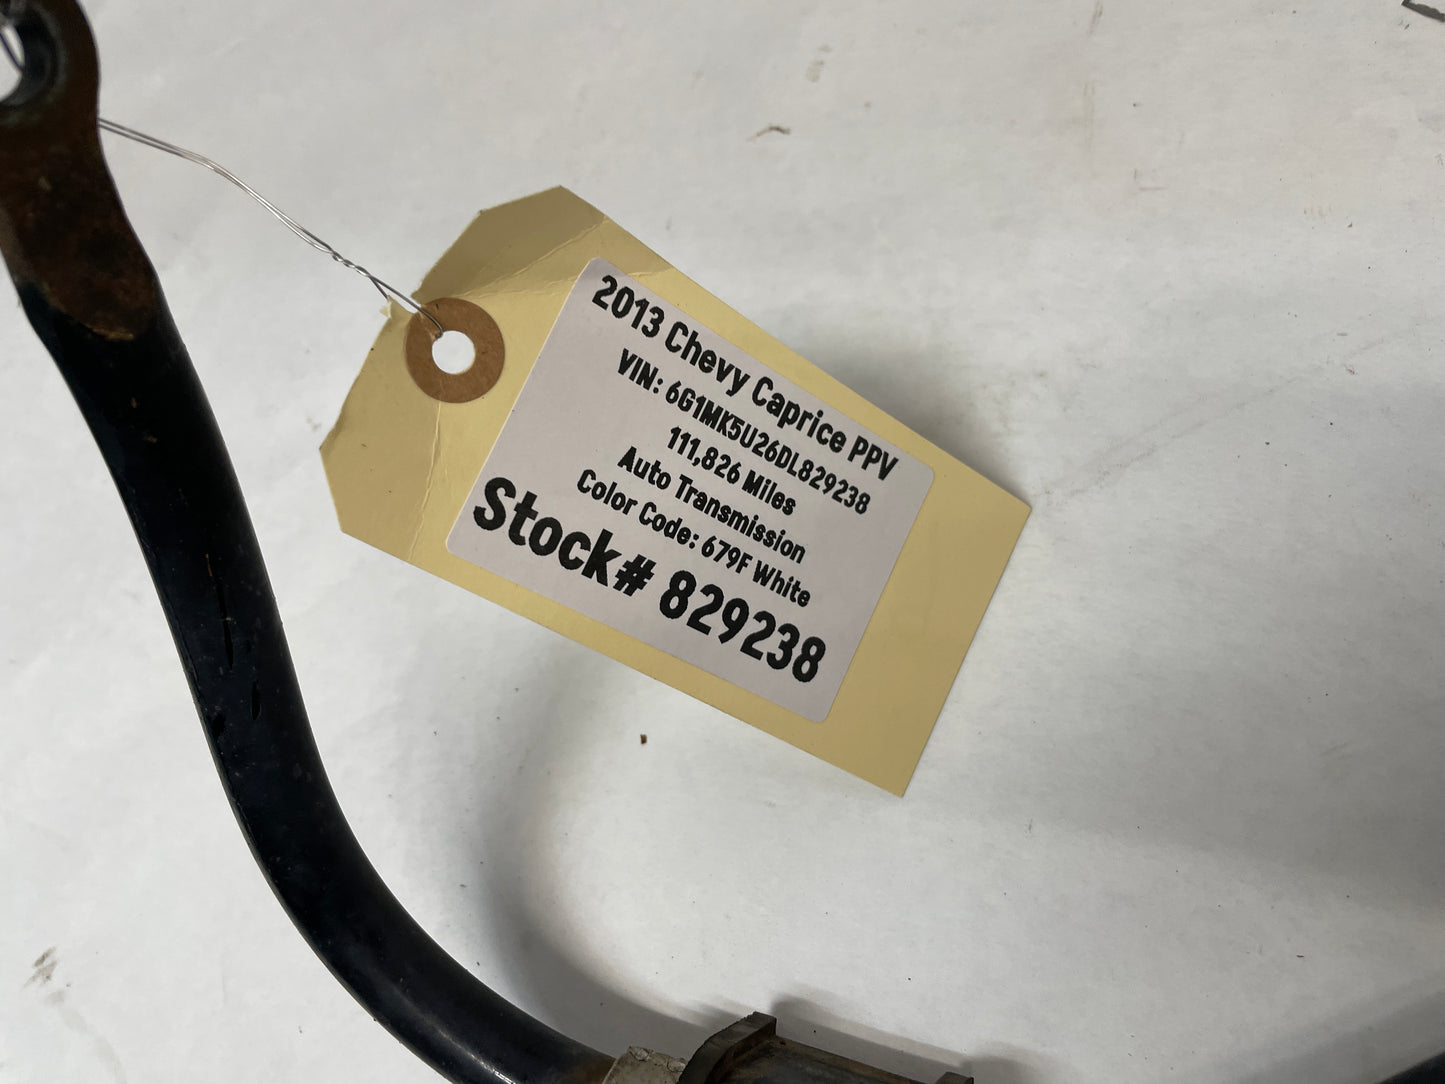 2013 Chevy Caprice PPV
VIN: 6G1MK5U26DL829238
111,826 Miles
Auto Transmission
Color Code: 679F White
Stock# 829238